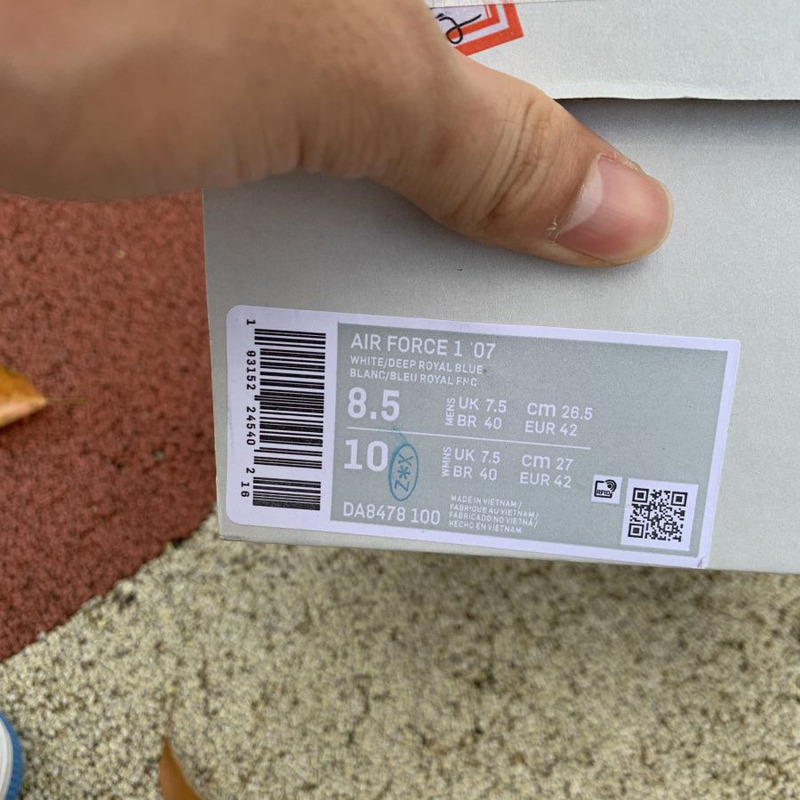 AIR FORCE 1 '07
WHITE/DEEP ROYAL BLUE
BLANC/BLEU ROYAL FNC
8.5 MENS UK 7.5 cm 26.5
BR 40 EUR 42
10 WMNS UK 7.5 cm 27
BR 40 EUR 42
X*Z
DA8478 100
MADE IN VIETNAM/
FABRIQUE AU VIETNAM/
FABRICADO NO VIETNÃ/
HECHO EN VIETNAM
RFID
1 93152 24540 2 16